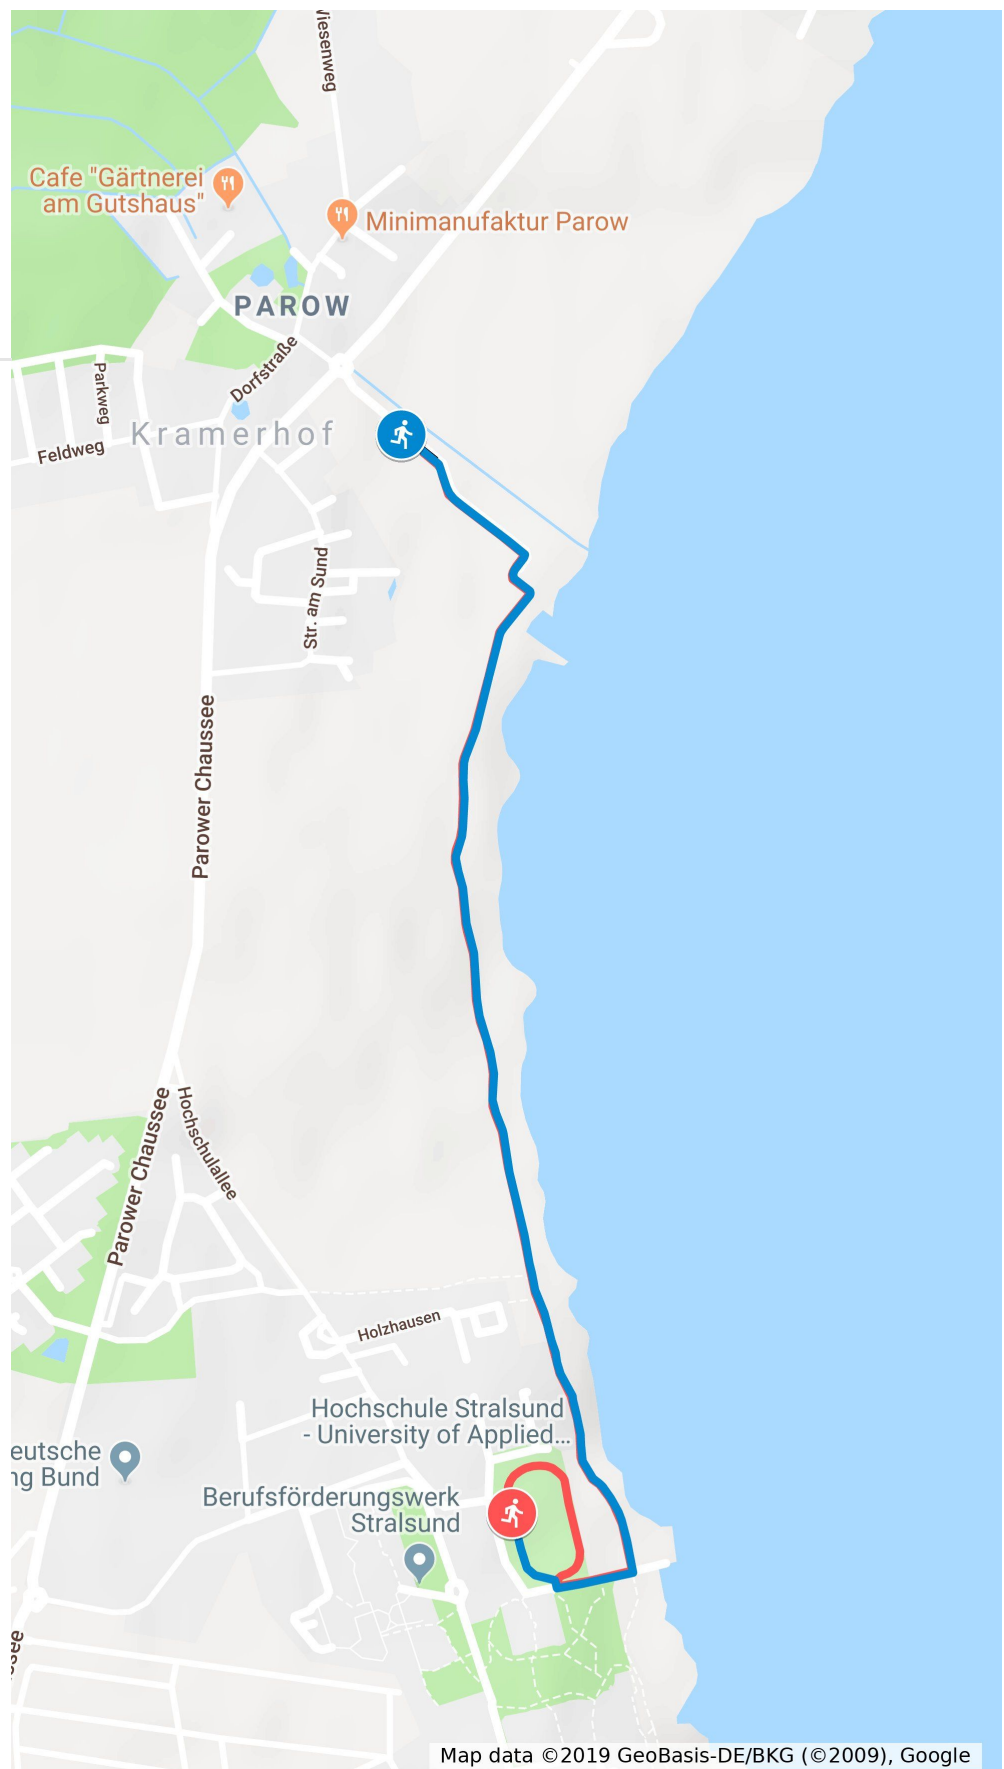 Wiesenweg
Cafe "Gärtnerei
am Gutshaus"
Minimanufaktur Parow
PAROW
Dorfstraße
Parkweg
Kramerhof
Feldweg
Str. am Sund
Parower Chaussee
Parower Chaussee
Hochschulallee
Holzhausen
Hochschule Stralsund
- University of Applied...
eutsche
ng Bund
Berufsförderungswerk
Stralsund
Map data ©2019 GeoBasis-DE/BKG (©2009), Google